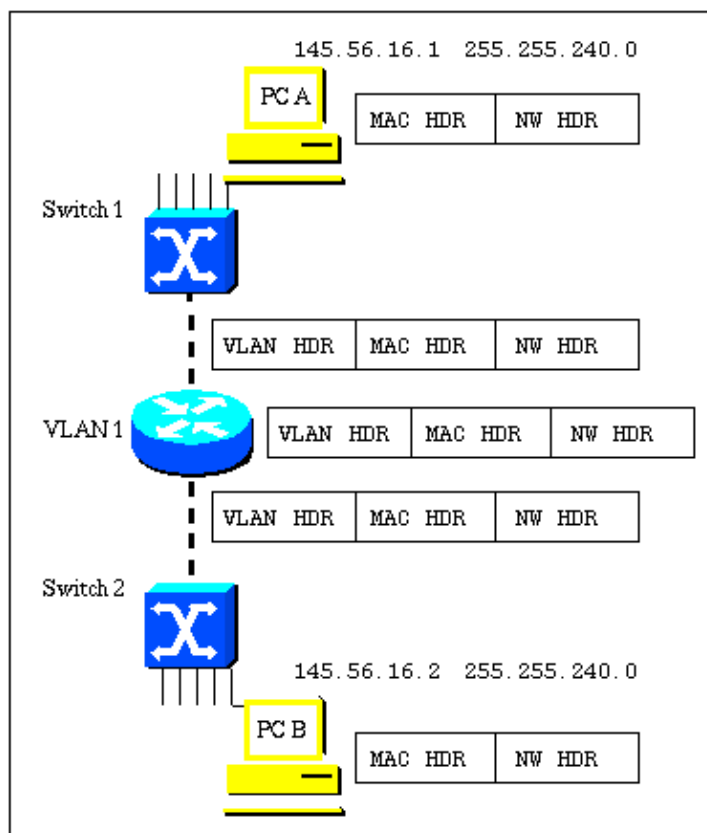 145.56.16.1 255.255.240.0
PC A
MAC HDR NW HDR
Switch 1
VLAN HDR MAC HDR NW HDR
VLAN 1
VLAN HDR MAC HDR NW HDR
VLAN HDR MAC HDR NW HDR
Switch 2
145.56.16.2 255.255.240.0
PC B
MAC HDR NW HDR